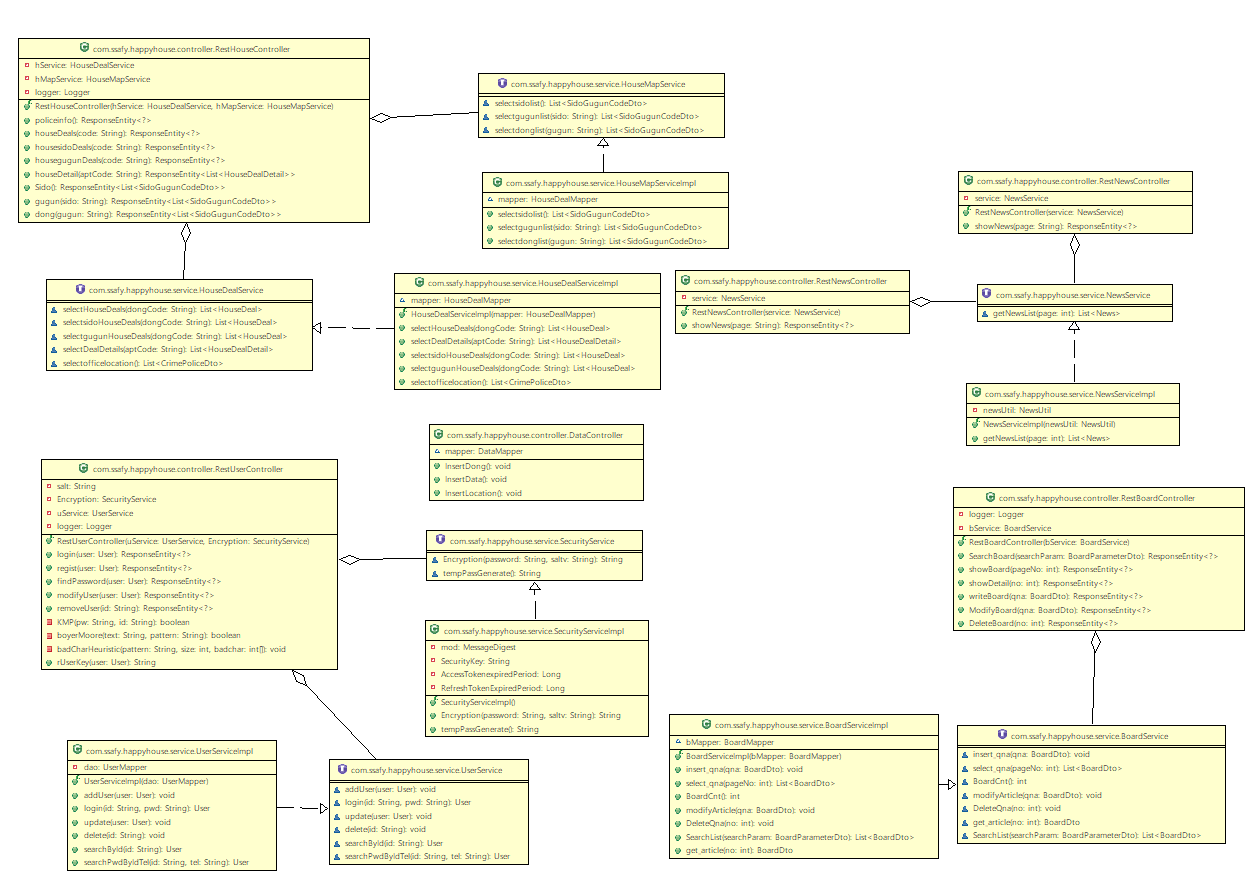 com.ssafy.happyhouse.controller.RestHouseController
hService: HouseDealService
hMapService: HouseMapService
logger: Logger
RestHouseController(hService: HouseDealService, hMapService: HouseMapService)
policeinfo(): ResponseEntity<?>
houseDeals(code: String): ResponseEntity<?>
housesidoDeals(code: String): ResponseEntity<?>
housegugunDeals(code: String): ResponseEntity<?>
houseDetail(aptCode: String): ResponseEntity<List<HouseDealDetail>>
Sido(): ResponseEntity<List<SidoGugunCodeDto>>
gugun(sido: String): ResponseEntity<List<SidoGugunCodeDto>>
dong(gugun: String): ResponseEntity<List<SidoGugunCodeDto>>
com.ssafy.happyhouse.service.HouseMapService
selectsidolist(): List<SidoGugunCodeDto>
selectgugunlist(sido: String): List<SidoGugunCodeDto>
selectdonglist(gugun: String): List<SidoGugunCodeDto>
com.ssafy.happyhouse.service.HouseMapServiceImpl
mapper: HouseDealMapper
selectsidolist(): List<SidoGugunCodeDto>
selectgugunlist(sido: String): List<SidoGugunCodeDto>
selectdonglist(gugun: String): List<SidoGugunCodeDto>
com.ssafy.happyhouse.controller.RestNewsController
service: NewsService
RestNewsController(service: NewsService)
showNews(page: String): ResponseEntity<?>
com.ssafy.happyhouse.service.HouseDealService
selectHouseDeals(dongCode: String): List<HouseDeal>
selectsidoHouseDeals(dongCode: String): List<HouseDeal>
selectgugunHouseDeals(dongCode: String): List<HouseDeal>
selectDealDetails(aptCode: String): List<HouseDealDetail>
selectofficelocation(): List<CrimePoliceDto>
com.ssafy.happyhouse.service.HouseDealServiceImpl
mapper: HouseDealMapper
HouseDealServiceImpl(mapper: HouseDealMapper)
selectHouseDeals(dongCode: String): List<HouseDeal>
selectDealDetails(aptCode: String): List<HouseDealDetail>
selectsidoHouseDeals(dongCode: String): List<HouseDeal>
selectgugunHouseDeals(dongCode: String): List<HouseDeal>
selectofficelocation(): List<CrimePoliceDto>
com.ssafy.happyhouse.controller.RestNewsController
service: NewsService
RestNewsController(service: NewsService)
showNews(page: String): ResponseEntity<?>
com.ssafy.happyhouse.service.NewsService
getNewsList(page: int): List<News>
com.ssafy.happyhouse.service.NewsServiceImpl
newsUtil: NewsUtil
NewsServiceImpl(newsUtil: NewsUtil)
getNewsList(page: int): List<News>
com.ssafy.happyhouse.controller.DataController
mapper: DataMapper
InsertDong(): void
InsertData(): void
InsertLocation(): void
com.ssafy.happyhouse.controller.RestUserController
salt: String
Encryption: SecurityService
uService: UserService
logger: Logger
RestUserController(uService: UserService, Encryption: SecurityService)
login(user: User): ResponseEntity<?>
regist(user: User): ResponseEntity<?>
findPassword(user: User): ResponseEntity<?>
modifyUser(user: User): ResponseEntity<?>
removeUser(id: String): ResponseEntity<?>
KMP(pw: String, id: String): boolean
boyerMoore(text: String, pattern: String): boolean
badCharHeuristic(pattern: String, size: int, badchar: int[]): void
rUserKey(user: User): String
com.ssafy.happyhouse.service.SecurityService
Encryption(password: String, saltv: String): String
tempPassGenerate(): String
com.ssafy.happyhouse.service.SecurityServiceImpl
mod: MessageDigest
SecurityKey: String
AccessTokenexpiredPeriod: Long
RefreshTokenExpiredPeriod: Long
SecurityServiceImpl()
Encryption(password: String, saltv: String): String
tempPassGenerate(): String
com.ssafy.happyhouse.controller.RestBoardController
logger: Logger
bService: BoardService
RestBoardController(bService: BoardService)
SearchBoard(searchParam: BoardParameterDto): ResponseEntity<?>
showBoard(pageNo: int): ResponseEntity<?>
showDetail(no: int): ResponseEntity<?>
writeBoard(qna: BoardDto): ResponseEntity<?>
ModifyBoard(qna: BoardDto): ResponseEntity<?>
DeleteBoard(no: int): ResponseEntity<?>
com.ssafy.happyhouse.service.UserServiceImpl
dao: UserMapper
UserServiceImpl(dao: UserMapper)
addUser(user: User): void
login(id: String, pwd: String): User
update(user: User): void
delete(id: String): void
searchById(id: String): User
searchPwdByIdTel(id: String, tel: String): User
com.ssafy.happyhouse.service.UserService
addUser(user: User): void
login(id: String, pwd: String): User
update(user: User): void
delete(id: String): void
searchById(id: String): User
searchPwdByIdTel(id: String, tel: String): User
com.ssafy.happyhouse.service.BoardServiceImpl
bMapper: BoardMapper
BoardServiceImpl(bMapper: BoardMapper)
insert_qna(qna: BoardDto): void
select_qna(pageNo: int): List<BoardDto>
BoardCnt(): int
modifyArticle(qna: BoardDto): void
DeleteQna(no: int): void
SearchList(searchParam: BoardParameterDto): List<BoardDto>
get_article(no: int): BoardDto
com.ssafy.happyhouse.service.BoardService
insert_qna(qna: BoardDto): void
select_qna(pageNo: int): List<BoardDto>
BoardCnt(): int
modifyArticle(qna: BoardDto): void
DeleteQna(no: int): void
get_article(no: int): BoardDto
SearchList(searchParam: BoardParameterDto): List<BoardDto>